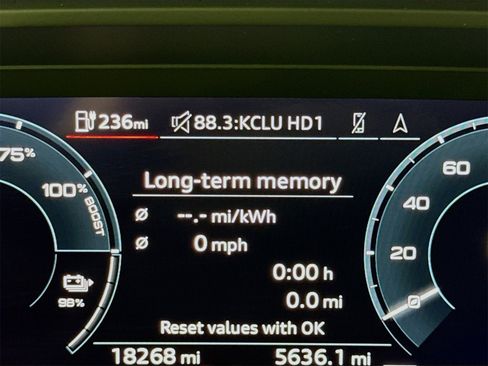 236mi 88.3:KCLU HD1
75%
100%
BOOST
Long-term memory
Ø --.- mi/kWh
Ø 0 mph
0:00 h
0.0 mi
Reset values with OK
18268 mi 5636.1 mi
98%
60
40
20
0